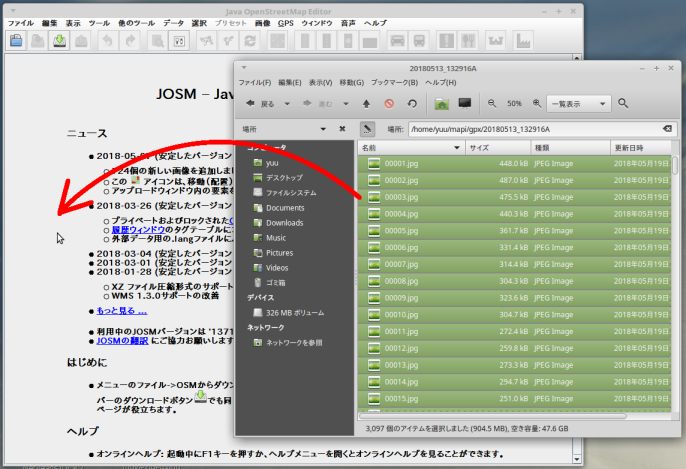 Java OpenStreetMap Editor
ファイル 編集 表示 ツール 他のツール データ 選択 プリセット 画像 GPS ウィンドウ 音声 ヘルプ
JOSM – Jav
ニュース
2018-05- (安定したバージョン
24個の新しい画像を追加しま
この アイコンは、移動(配置)
アップロードウィンドウ内の要素を
2018-03-26 (安定したバージョン
プライベートおよびロックされた
履歴ウィンドウのタグテーブルに
外部データ用の.langファイルに
2018-03-04 (安定したバージョン
2018-03-01 (安定したバージョン
2018-01-28 (安定したバージョン
XZ ファイル圧縮形式のサポート
WMS 1.3.0サポートの改善
もっと見る ...
利用中のJOSMバージョンは '1371
JOSMの翻訳 にご協力お願いします
はじめに
メニューのファイル->OSMからダウン
バーのダウンロードボタン でも同
ページが役立ちます。
ヘルプ
オンラインヘルプ: 起動中にF1キーを押すか、ヘルプメニューを開くとオンラインヘルプを見ることができます。
20180513_132916A
ファイル(F) 編集(E) 表示(V) 移動(G) ブックマーク(B) ヘルプ(H)
戻る 進む 50% 一覧表示
場所 場所: /home/yuu/mapi/gpx/20180513_132916A
コンピュータ
yuu
デスクトップ
ファイルシステム
Documents
Downloads
Music
Pictures
Videos
ゴミ箱
デバイス
326 MB ボリューム
ネットワーク
ネットワークを参照
名前 サイズ 種類 更新日時
00001.jpg 448.0 kB JPEG Image 2018年05月19日
00002.jpg 487.0 kB JPEG Image 2018年05月19日
00003.jpg 475.5 kB JPEG Image 2018年05月19日
00004.jpg 440.3 kB JPEG Image 2018年05月19日
00005.jpg 361.7 kB JPEG Image 2018年05月19日
00006.jpg 331.4 kB JPEG Image 2018年05月19日
00007.jpg 314.4 kB JPEG Image 2018年05月19日
00008.jpg 304.3 kB JPEG Image 2018年05月19日
00009.jpg 323.6 kB JPEG Image 2018年05月19日
00010.jpg 304.7 kB JPEG Image 2018年05月19日
00011.jpg 272.4 kB JPEG Image 2018年05月19日
00012.jpg 259.8 kB JPEG Image 2018年05月19日
00013.jpg 273.3 kB JPEG Image 2018年05月19日
00014.jpg 294.7 kB JPEG Image 2018年05月19日
00015.jpg 251.0 kB JPEG Image 2018年05月19日
3,097 個のアイテムを選択しました (904.5 MB), 空き容量: 47.6 GB